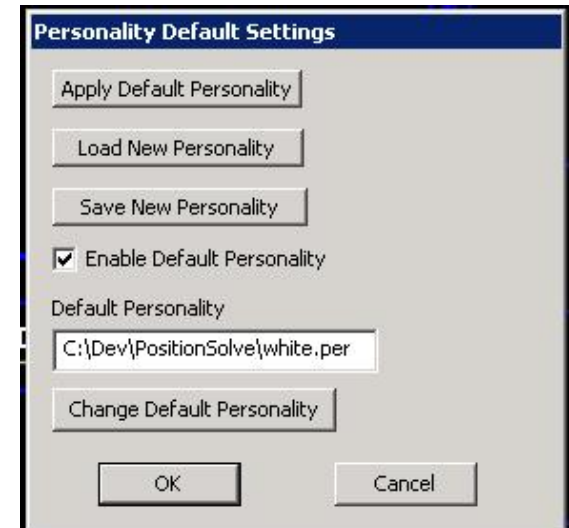 Personality Default Settings
Apply Default Personality
Load New Personality
Save New Personality
Enable Default Personality
Default Personality
C:\Dev\PositionSolve\white.per
Change Default Personality
OK Cancel